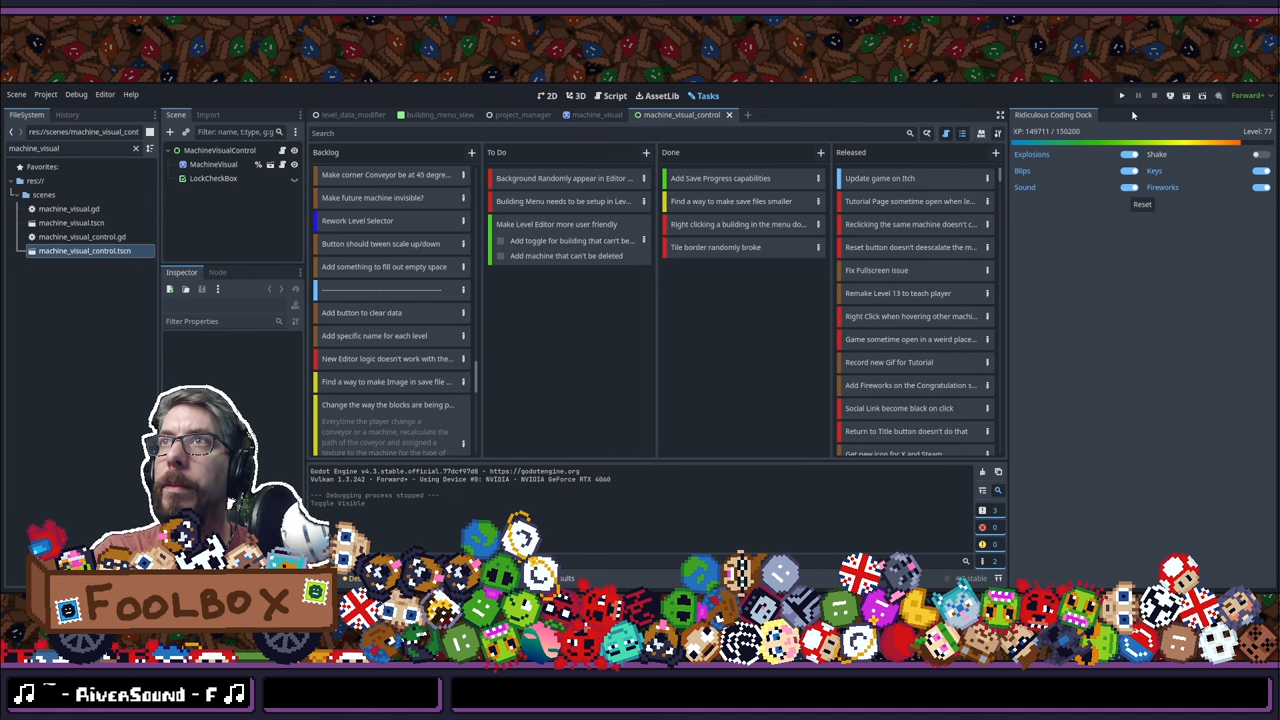 Scene Project Debug Editor Help
2D 3D Script AssetLib Tasks
Forward+
FileSystem History
Scene Import
level_data_modifier building_menu_view project_manager machine_visual machine_visual_control
Ridiculous Coding Dock
res://scenes/machine_visual_cont
Filter: name, t:type, g:g
Search
XP: 149711 / 150200 Level: 77
machine_visual
MachineVisualControl
MachineVisual
LockCheckBox
Favorites:
res://
scenes
machine_visual.gd
machine_visual.tscn
machine_visual_control.gd
machine_visual_control.tscn
Inspector Node
Filter Properties
Backlog
Make corner Conveyor be at 45 degre...
Make future machine invisible?
Rework Level Selector
Button should tween scale up/down
Add something to fill out empty space
Add button to clear data
Add specific name for each level
New Editor logic doesn't work with the...
Find a way to make Image in save file ...
Change the way the blocks are being p...
Everytime the player change a
conveyor or a machine, recalculate the
path of the coveyor and assigned a
texture to the machine for the type of
To Do
Background Randomly appear in Editor ...
Building Menu needs to be setup in Lev...
Make Level Editor more user friendly
Add toggle for building that can't be...
Add machine that can't be deleted
Done
Add Save Progress capabilities
Find a way to make save files smaller
Right clicking a building in the menu do...
Tile border randomly broke
Released
Update game on Itch
Tutorial Page sometime open when le...
Reclicking the same machine doesn't c...
Reset button doesn't deescalate the m...
Fix Fullscreen issue
Remake Level 13 to teach player
Right Click when hovering other machi...
Game sometime open in a weird place...
Record new Gif for Tutorial
Add Fireworks on the Congratulation s...
Social Link become black on click
Return to Title button doesn't do that
Get new icon for X and Steam
Explosions Shake
Blips Keys
Sound Fireworks
Reset
Godot Engine v4.3.stable.official.77dcf97d8 - https://godotengine.org
Vulkan 1.3.242 - Forward+ - Using Device #0: NVIDIA - NVIDIA GeForce RTX 4060
--- Debugging process stopped ---
Toggle Visible
3
0
0
2
FOOLBOX
~ - RiverSound - F